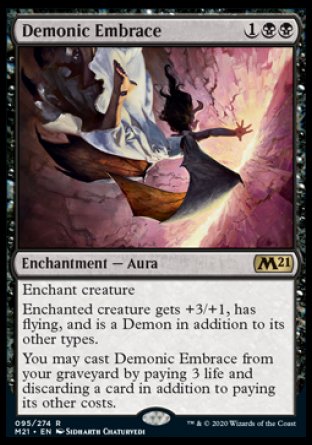 Demonic Embrace 1
Enchantment — Aura M21
Enchant creature
Enchanted creature gets +3/+1, has
flying, and is a Demon in addition to its
other types.
You may cast Demonic Embrace from
your graveyard by paying 3 life and
discarding a card in addition to paying
its other costs.
095/274 R
M21 • EN Sidharth Chaturvedi ™ & © 2020 Wizards of the Coast